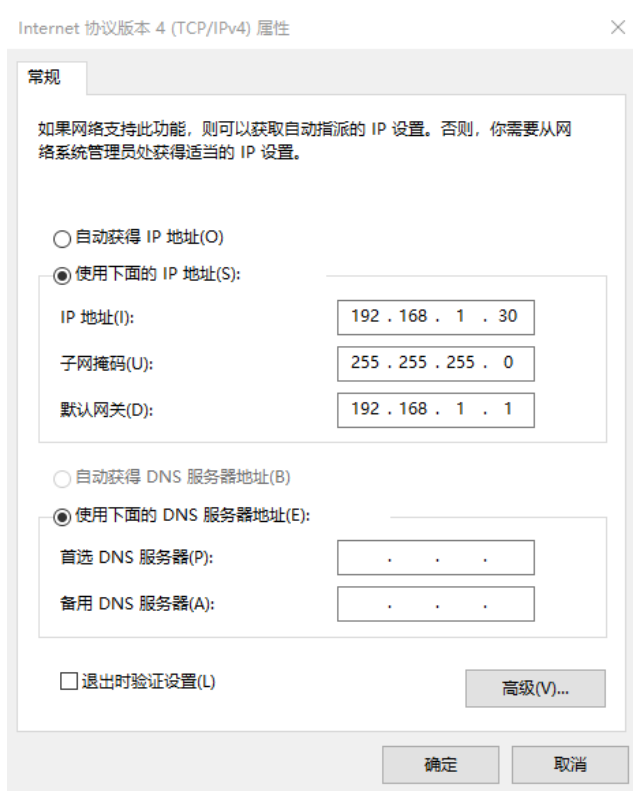 Internet 协议版本 4 (TCP/IPv4) 属性
常规
如果网络支持此功能，则可以获取自动指派的 IP 设置。否则，你需要从网
络系统管理员处获得适当的 IP 设置。
自动获得 IP 地址(O)
使用下面的 IP 地址(S):
IP 地址(I): 192 . 168 . 1 . 30
子网掩码(U): 255 . 255 . 255 . 0
默认网关(D): 192 . 168 . 1 . 1
自动获得 DNS 服务器地址(B)
使用下面的 DNS 服务器地址(E):
首选 DNS 服务器(P): . . .
备用 DNS 服务器(A): . . .
退出时验证设置(L)
高级(V)...
确定 取消